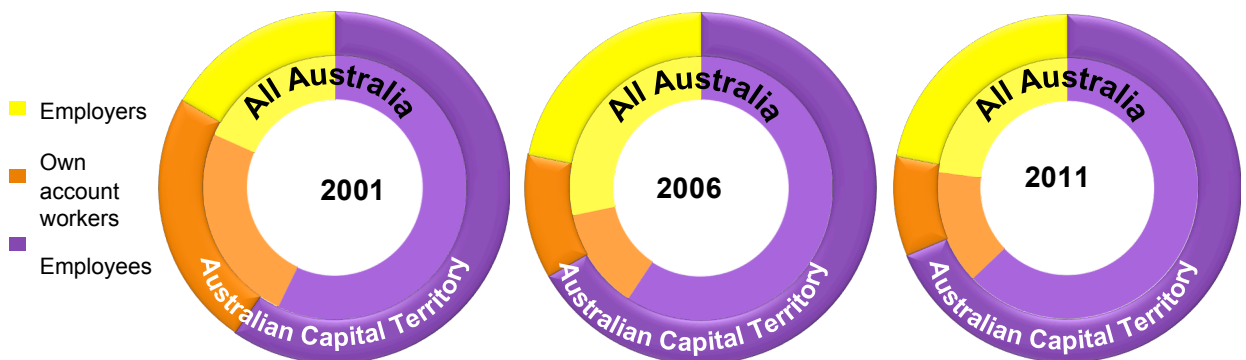 Employers
Own
account
workers
Employees
All Australia
2001
Australian Capital Territory
All Australia
2006
Australian Capital Territory
All Australia
2011
Australian Capital Territory